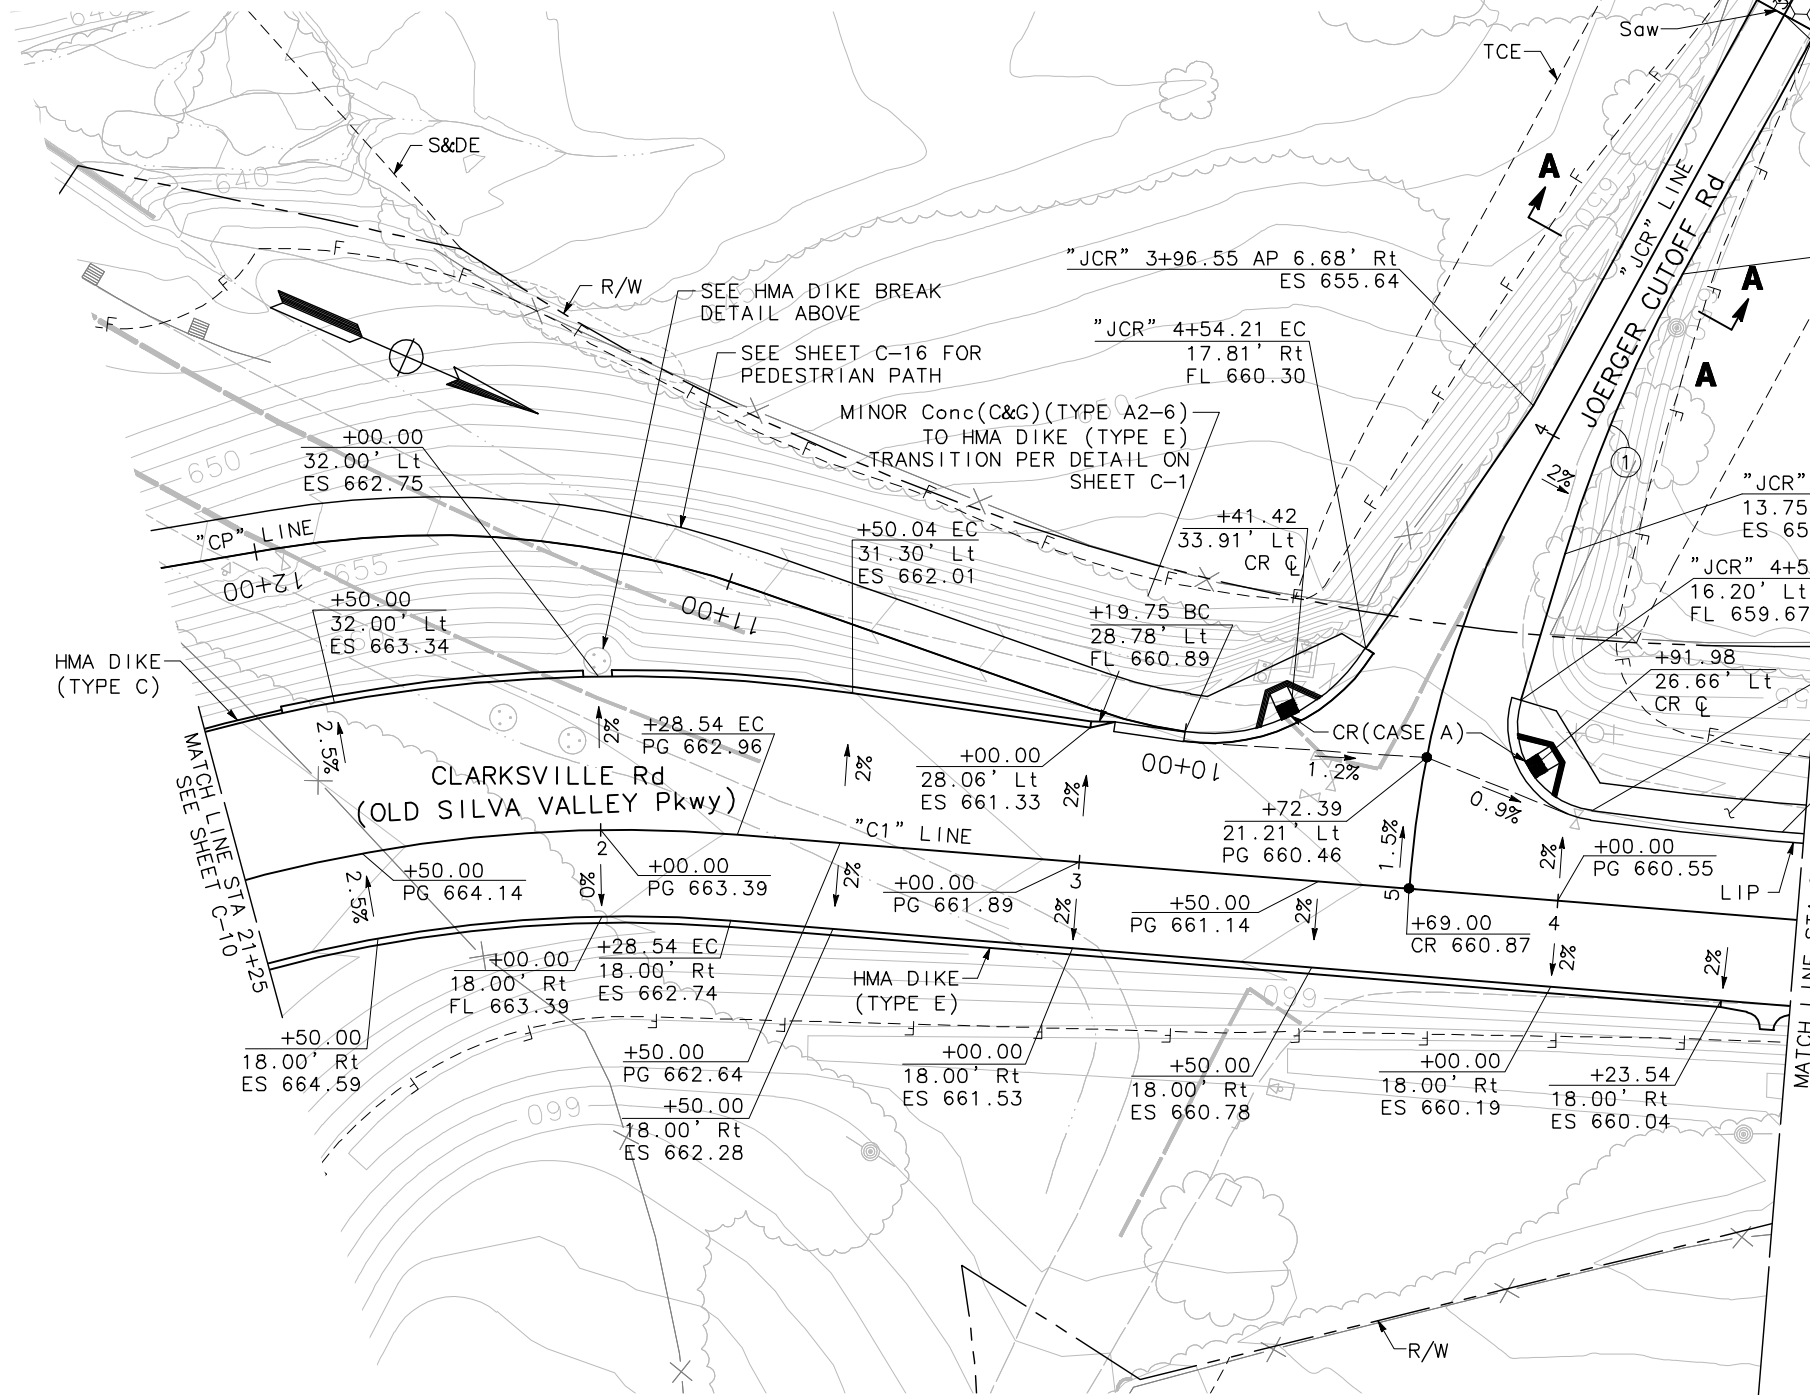 Saw
TCE
S&DE
640
A
"JCR" LINE
JOERGER CUTOFF Rd
A
A
R/W
SEE HMA DIKE BREAK
DETAIL ABOVE
SEE SHEET C-16 FOR
PEDESTRIAN PATH
"JCR" 3+96.55 AP 6.68' Rt
ES 655.64
"JCR" 4+54.21 EC
17.81' Rt
FL 660.30
MINOR Conc(C&G)(TYPE A2-6)
TO HMA DIKE (TYPE E)
TRANSITION PER DETAIL ON
SHEET C-1
4
2%
1
+00.00
32.00' Lt
ES 662.75
650
"CP" LINE
12+00
655
11+00
10+00
+50.04 EC
31.30' Lt
ES 662.01
+41.42
33.91' Lt
CR ℄
"JCR"
13.75
ES 65
"JCR" 4+5
16.20' Lt
FL 659.67
+50.00
32.00' Lt
ES 663.34
+19.75 BC
28.78' Lt
FL 660.89
+91.98
26.66' Lt
CR ℄
HMA DIKE
(TYPE C)
2.5%
2%
+28.54 EC
PG 662.96
2%
+00.00
28.06' Lt
ES 661.33
2%
CR(CASE A)
1.2%
0.9%
MATCH LINE STA 21+25
SEE SHEET C-10
CLARKSVILLE Rd
(OLD SILVA VALLEY Pkwy)
"C1" LINE
+72.39
21.21' Lt
PG 660.46
1.5%
2%
+00.00
PG 660.55
LIP
2
3
5
4
+50.00
PG 664.14
2.5%
0%
+00.00
PG 663.39
2%
+00.00
PG 661.89
2%
+50.00
PG 661.14
2%
+69.00
CR 660.87
2%
2%
+00.00
18.00' Rt
FL 663.39
+28.54 EC
18.00' Rt
ES 662.74
HMA DIKE
(TYPE E)
660
+50.00
18.00' Rt
ES 664.59
+50.00
PG 662.64
+50.00
18.00' Rt
ES 662.28
+00.00
18.00' Rt
ES 661.53
+50.00
18.00' Rt
ES 660.78
+00.00
18.00' Rt
ES 660.19
+23.54
18.00' Rt
ES 660.04
MATCH LINE
660
R/W